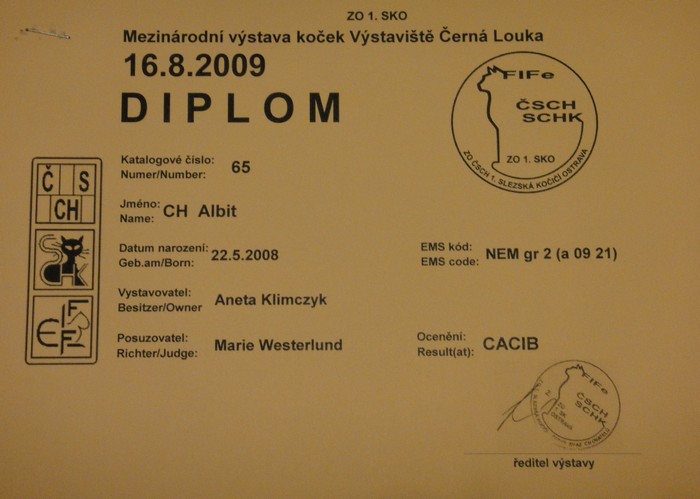 ZO 1. SKO
Mezinárodní výstava koček Výstaviště Černá Louka
16.8.2009
DIPLOM
FIFe
ČSCH
SCHK
ZO 1. SKO
ZO ČSCH 1. SLEZSKÁ KOČIČÍ OSTRAVA
Katalogové číslo:
Numer/Number: 65
Č S
CH
Jméno:
Name: CH Albit
Datum narození:
Geb.am/Born: 22.5.2008
EMS kód:
EMS code: NEM gr 2 (a 09 21)
SCHK
Vystavovatel:
Besitzer/Owner Aneta Klimczyk
FIFE
Posuzovatel:
Richter/Judge: Marie Westerlund
Ocenění:
Result(at): CACIB
FIFe
ČSCH
SCHK
ředitel výstavy